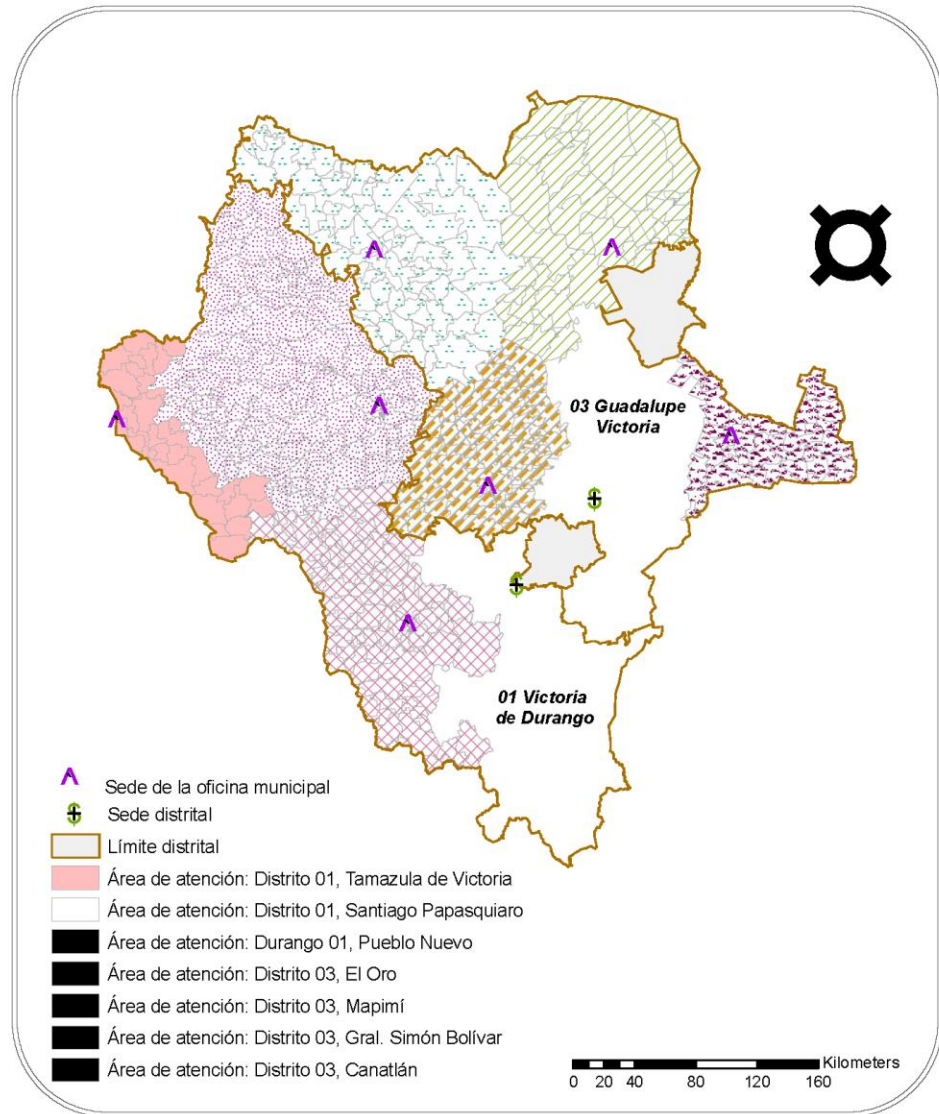 03 Guadalupe
Victoria
01 Victoria
de Durango
Sede de la oficina municipal
Sede distrital
Límite distrital
Área de atención: Distrito 01, Tamazula de Victoria
Área de atención: Distrito 01, Santiago Papasquiaro
Área de atención: Durango 01, Pueblo Nuevo
Área de atención: Distrito 03, El Oro
Área de atención: Distrito 03, Mapimí
Área de atención: Distrito 03, Gral. Simón Bolívar
Área de atención: Distrito 03, Canatlán
Kilometers
0 20 40 80 120 160